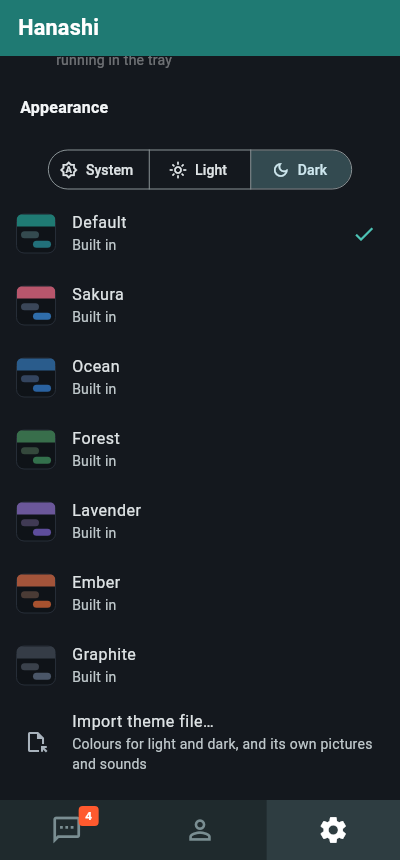 Hanashi
running in the tray
Appearance
System
Light
Dark
Default
Built in
Sakura
Built in
Ocean
Built in
Forest
Built in
Lavender
Built in
Ember
Built in
Graphite
Built in
Import theme file…
Colours for light and dark, and its own pictures
and sounds
4